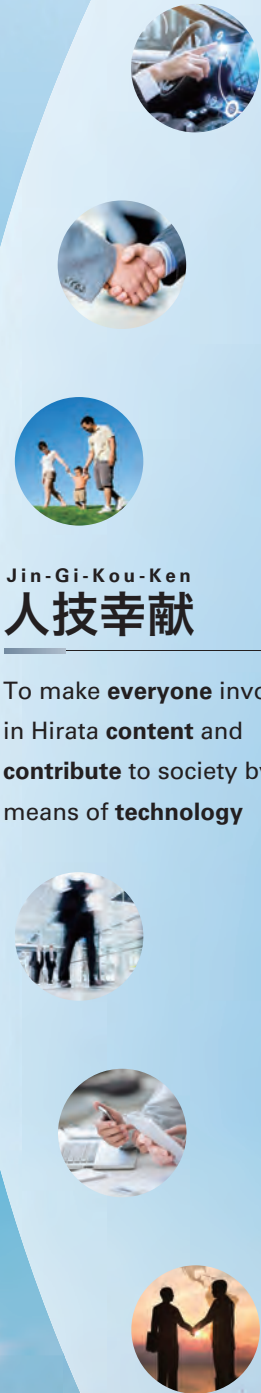 Jin-Gi-Kou-Ken
人技幸献
To make everyone
in Hirata content and
contribute to society
means of technology